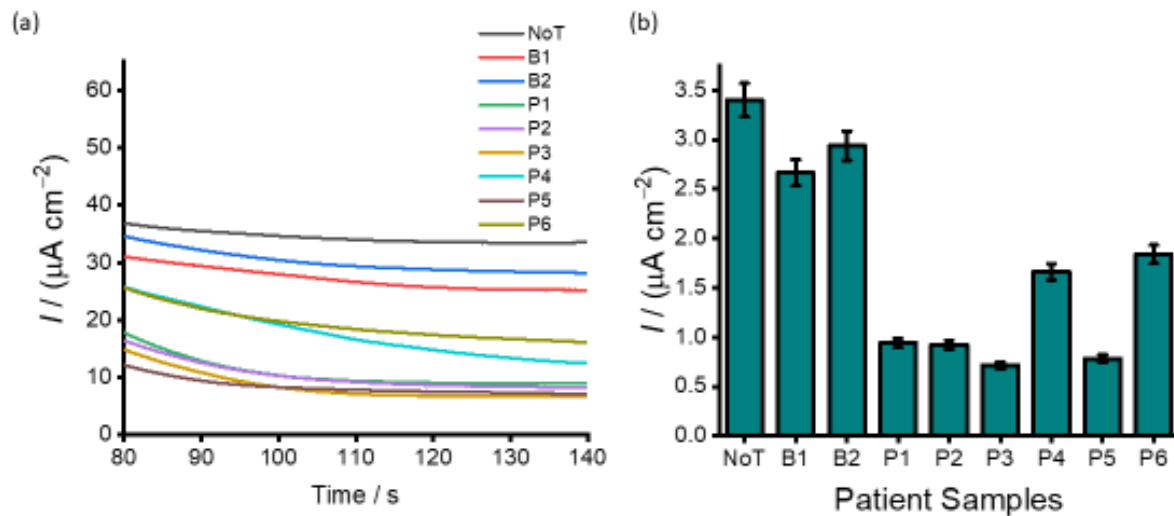 (a)
NoT
B1
B2
P1
P2
P3
P4
P5
P6
60
50
40
30
20
10
0
I / (μA cm⁻²)
80 90 100 110 120 130 140
Time / s
(b)
3.5
3.0
2.5
2.0
1.5
1.0
0.5
0.0
I / (μA cm⁻²)
NoT B1 B2 P1 P2 P3 P4 P5 P6
Patient Samples